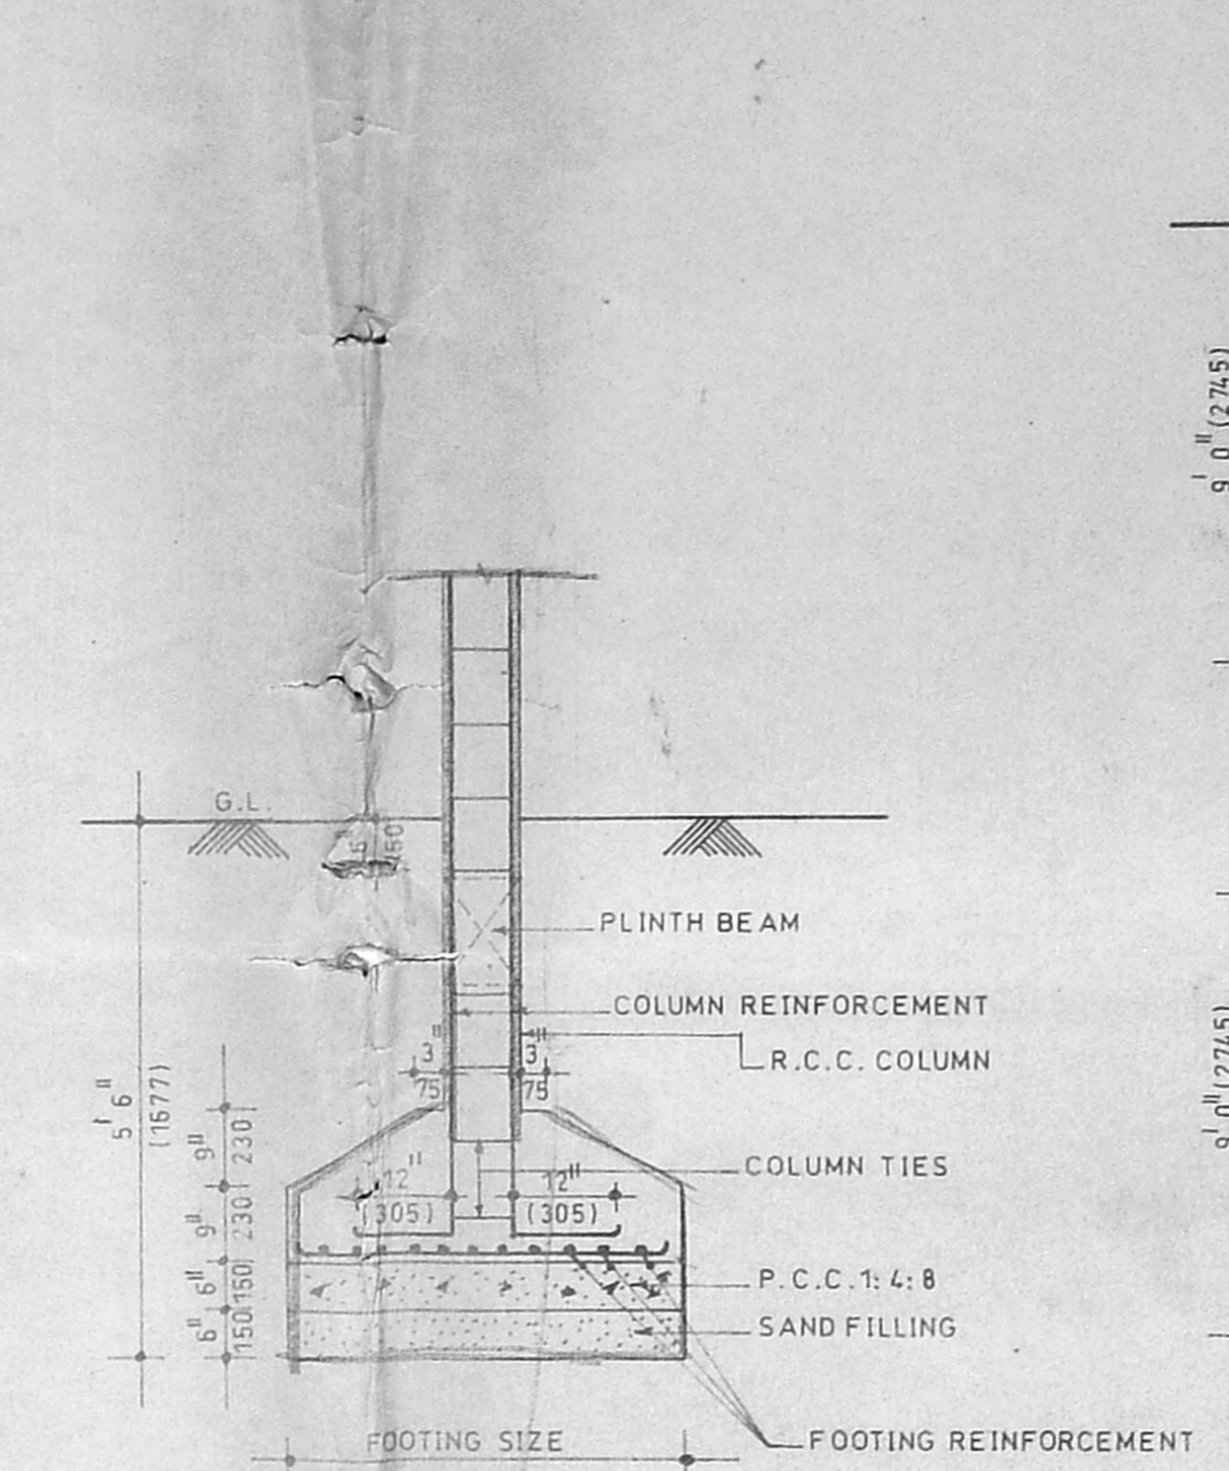 9' 0" (2745)
G.L.
PLINTH BEAM
COLUMN REINFORCEMENT
3" 3"
R.C.C. COLUMN
75 75
5' 6"
(1677)
9' 0" (2745)
9" 230
COLUMN TIES
12" 12"
(305) (305)
9" 230
6" 150
P.C.C. 1:4:8
6" 150
SAND FILLING
FOOTING SIZE
FOOTING REINFORCEMENT